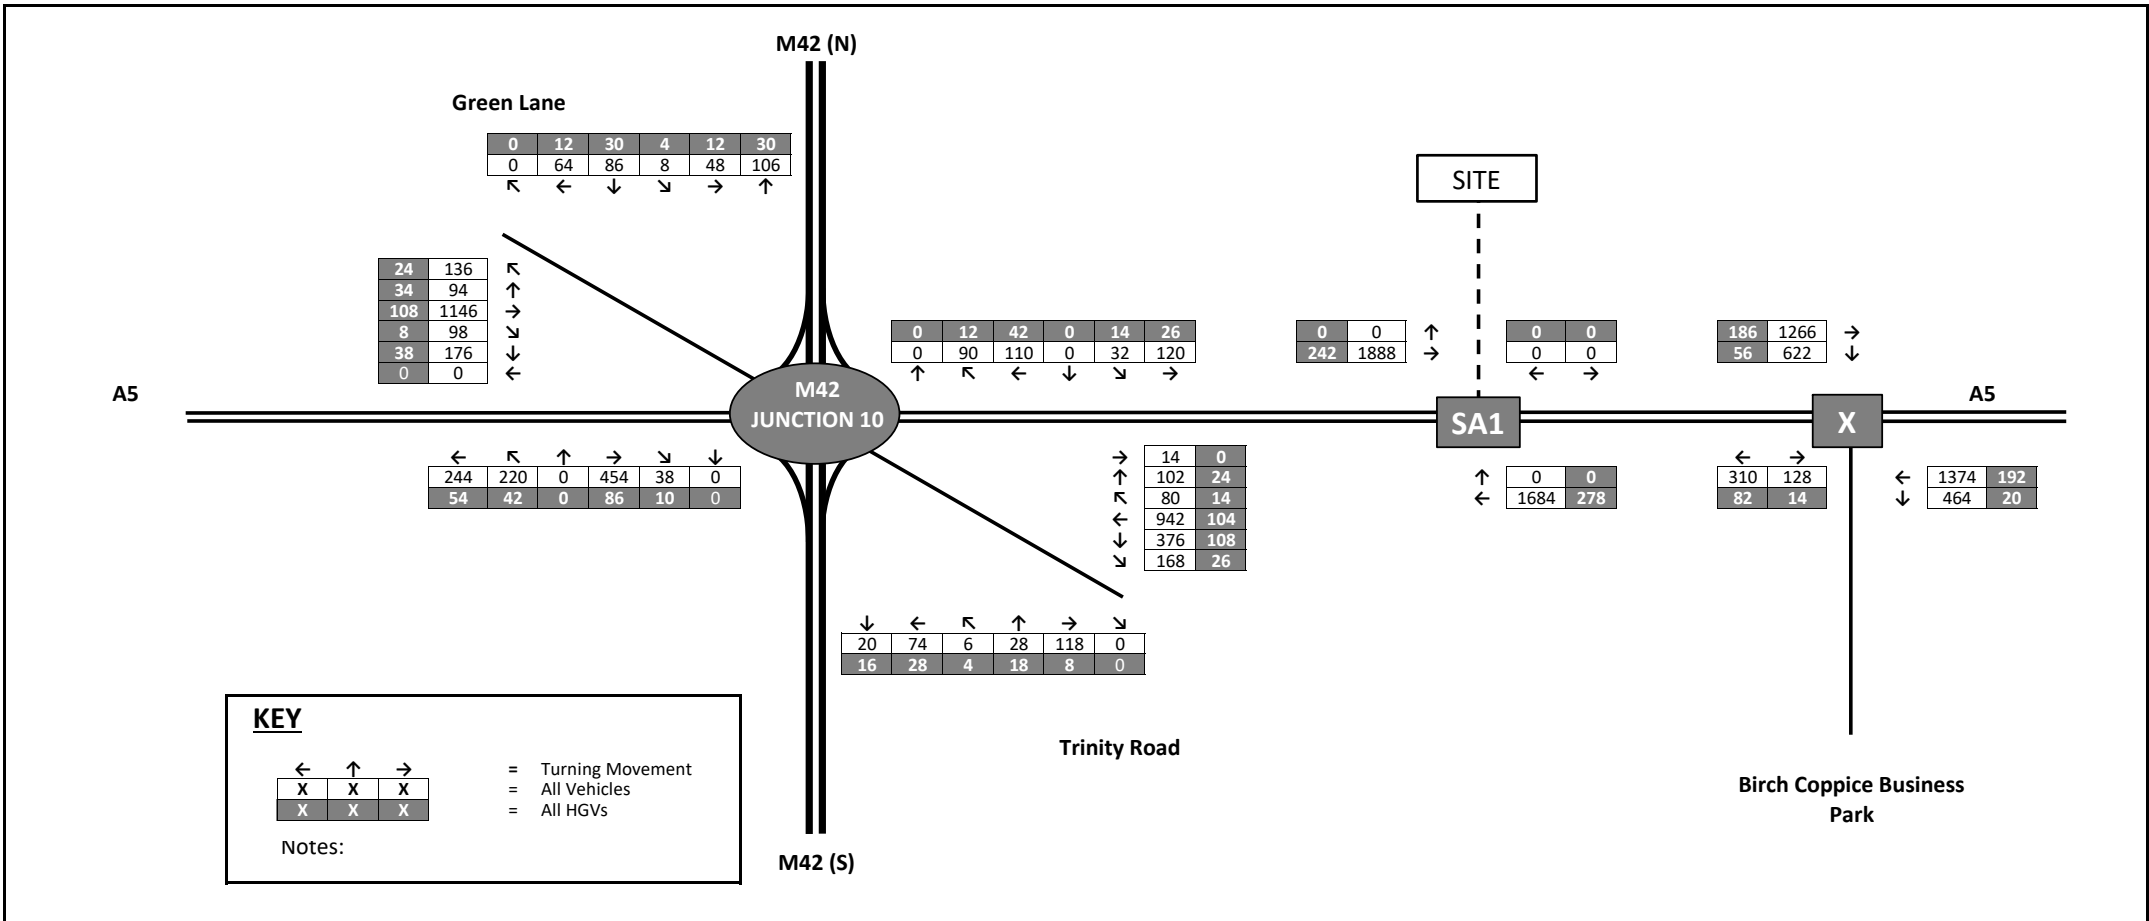 M42 (N)
Green Lane
0 12 30 4 12 30
0 64 86 8 48 106
↖ ← ↓ ↘ → ↑
SITE
24 136 ↖
34 94 ↑
108 1146 →
8 98 ↘
38 176 ↓
0 0 ←
0 12 42 0 14 26
0 90 110 0 32 120
↑ ↖ ← ↓ ↘ →
0 0 ↑
242 1888 →
0 0
0 0
← →
186 1266 →
56 622 ↓
A5
M42
JUNCTION 10
SA1
X
A5
← ↖ ↑ → ↘ ↓
244 220 0 454 38 0
54 42 0 86 10 0
→ 14 0
↑ 102 24
↖ 80 14
← 942 104
↓ 376 108
↘ 168 26
↑ 0 0
← 1684 278
← →
310 128
82 14
← 1374 192
↓ 464 20
↓ ← ↖ ↑ → ↘
20 74 6 28 118 0
16 28 4 18 8 0
KEY
← ↑ → = Turning Movement
X X X = All Vehicles
X X X = All HGVs
Notes:
Trinity Road
Birch Coppice Business
Park
M42 (S)